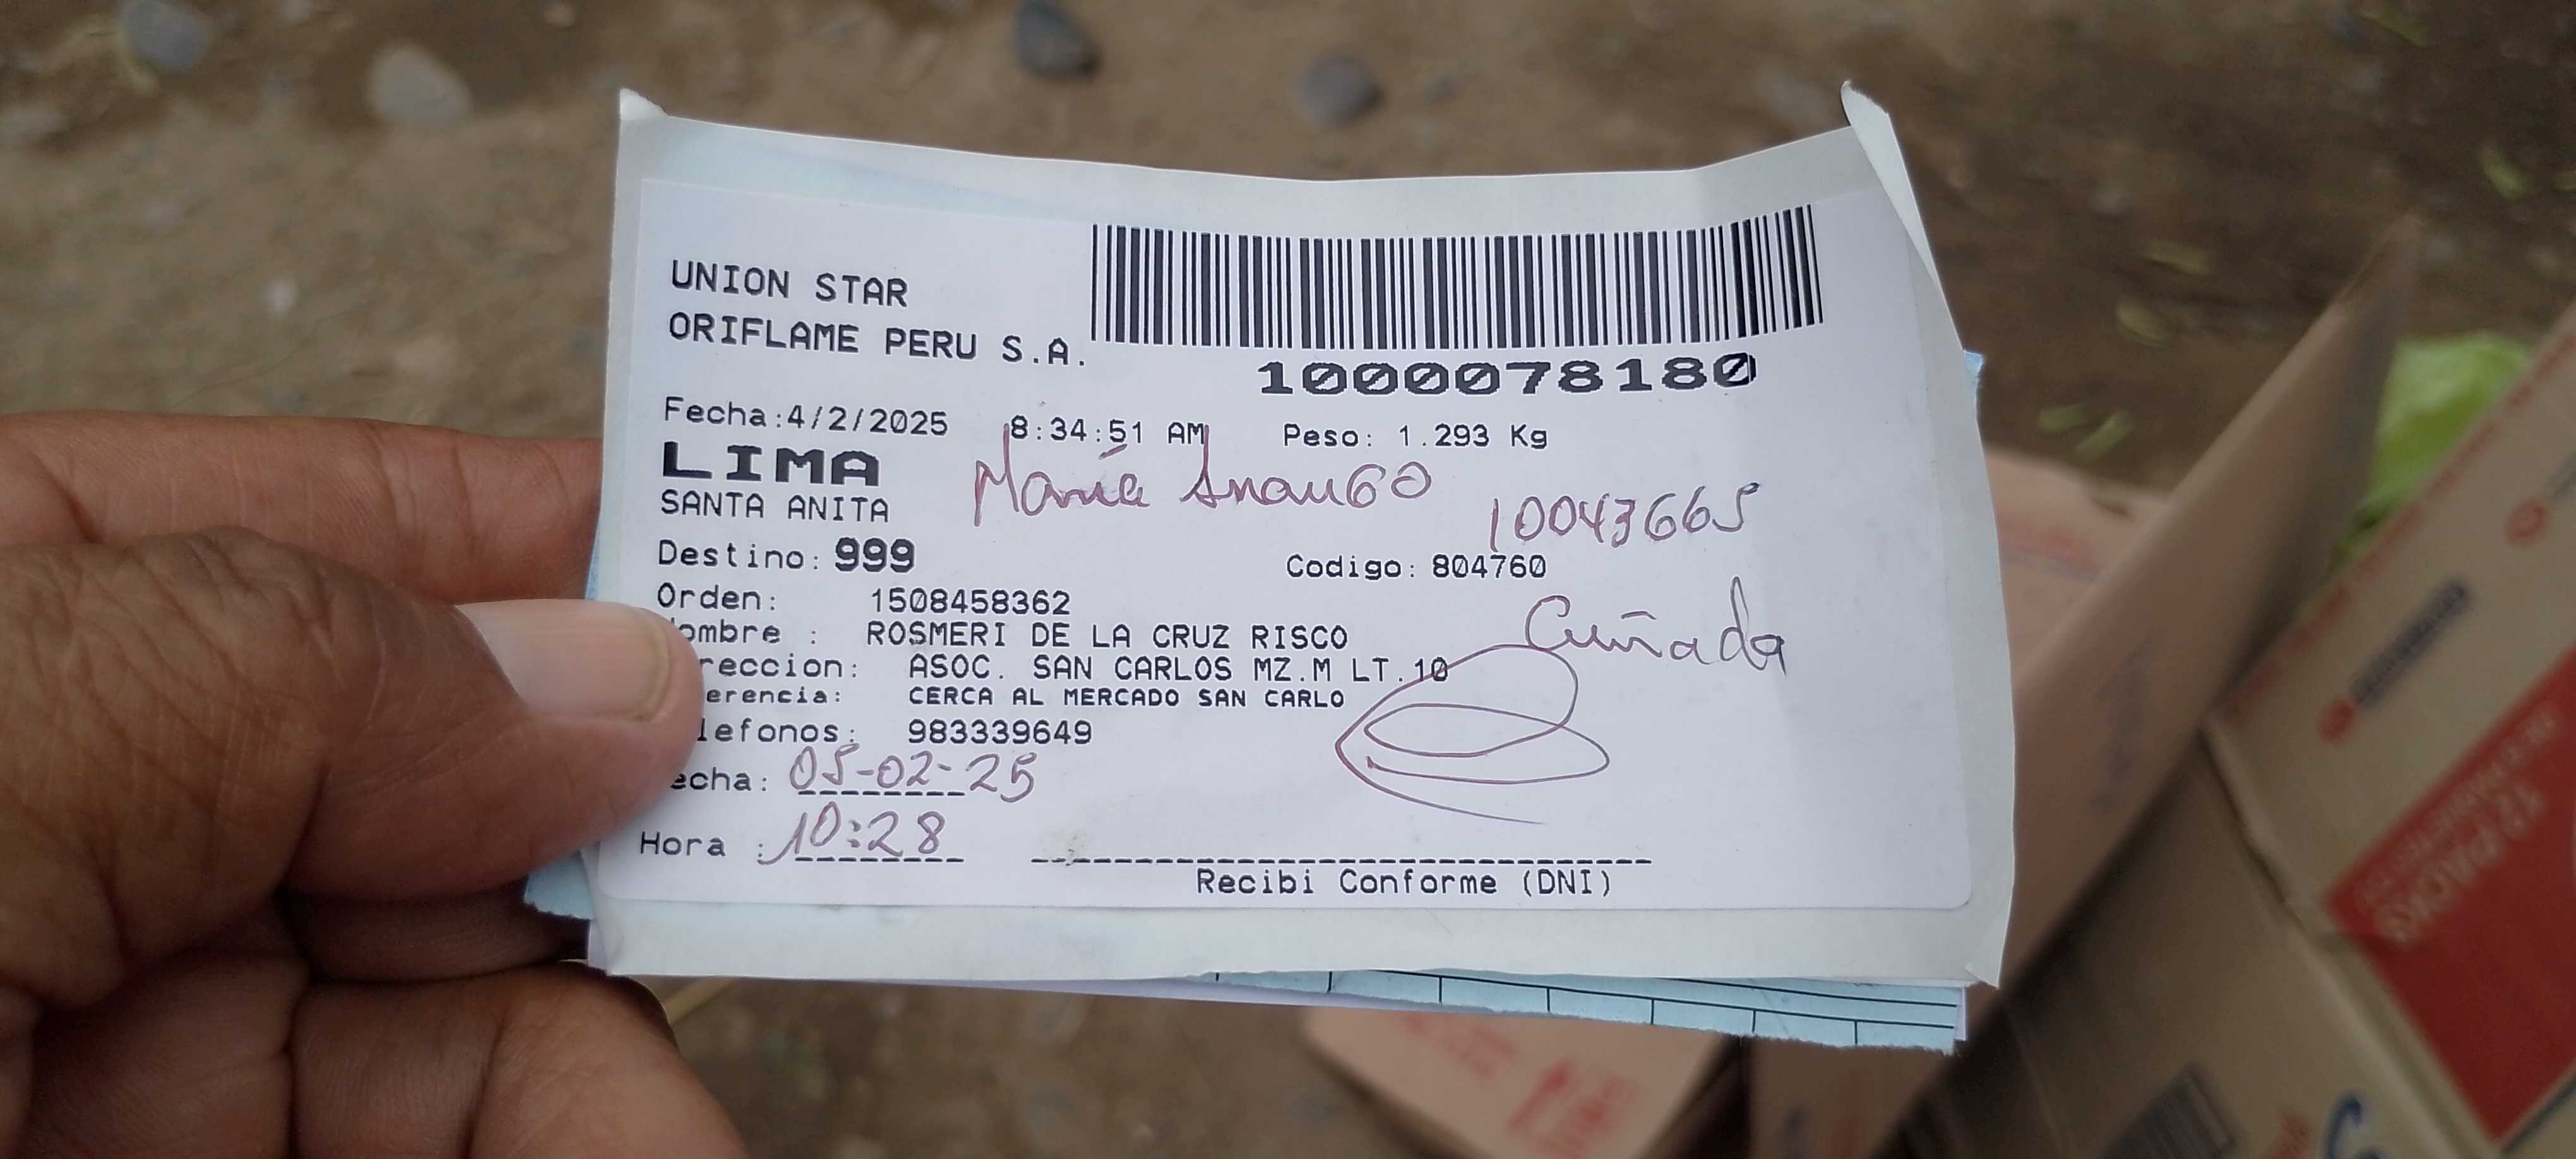 UNION STAR
ORIFLAME PERU S.A.
1000078180
Fecha:4/2/2025 8:34:51 AM Peso: 1.293 Kg
LIMA
María
SANTA ANITA
10043665
Destino: 999 Codigo: 804760
Orden: 1508458362
ombre : ROSMERI DE LA CRUZ RISCO
Cuñada
reccion: ASOC. SAN CARLOS MZ.M LT.10
erencia: CERCA AL MERCADO SAN CARLO
lefonos: 983339649
echa: 05-02-25
Hora : 10:28
Recibi Conforme (DNI)